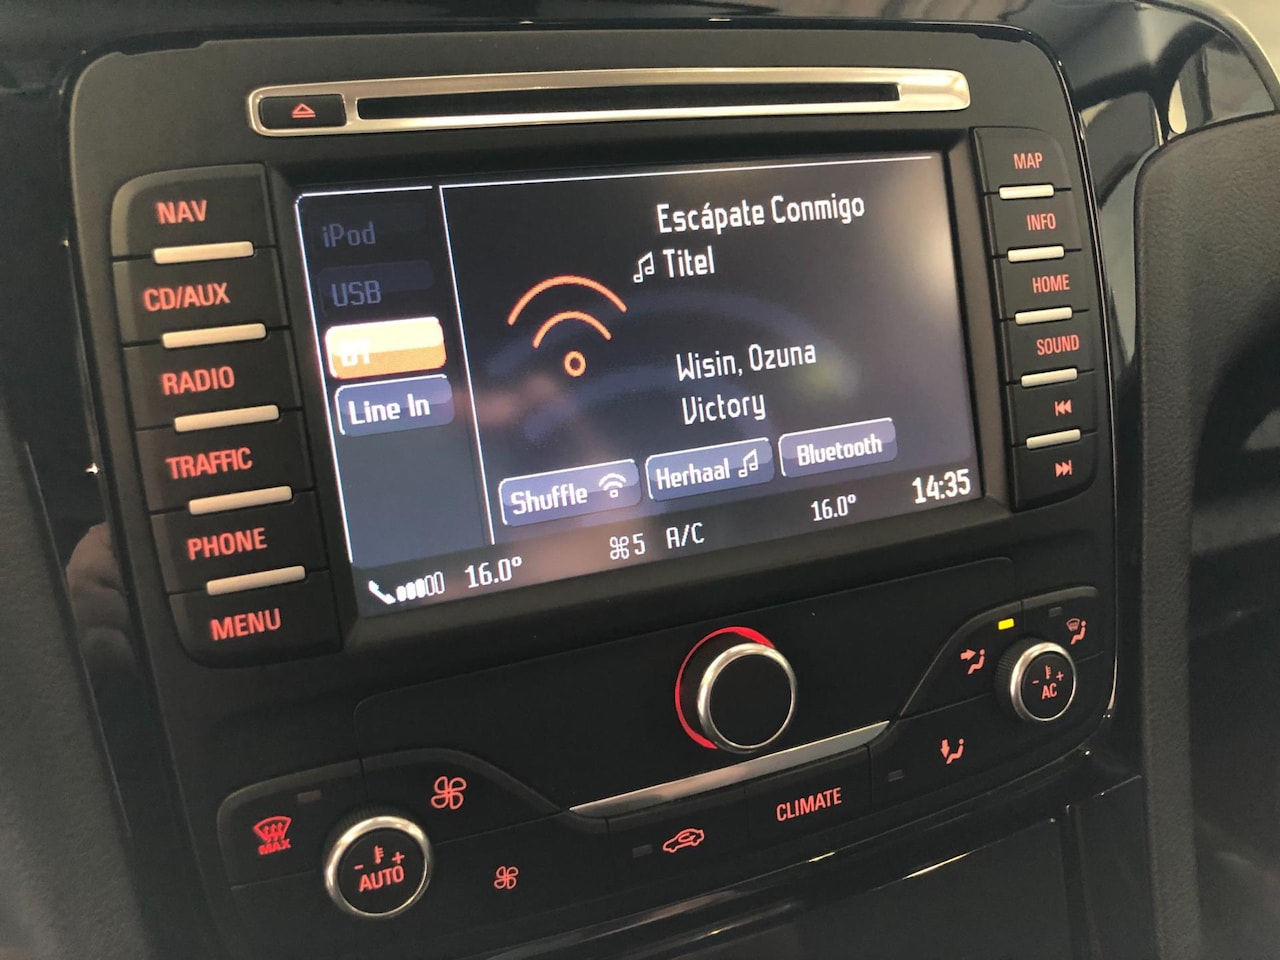 NAV
CD/AUX
RADIO
TRAFFIC
PHONE
MENU
iPod
USB
BT
Line In
Escápate Conmigo
Titel
Wisin, Ozuna
Victory
Shuffle
Herhaal
Bluetooth
16.0°
5
A/C
16.0°
14:35
MAP
INFO
HOME
SOUND
MAX
- + AUTO
CLIMATE
- + AC